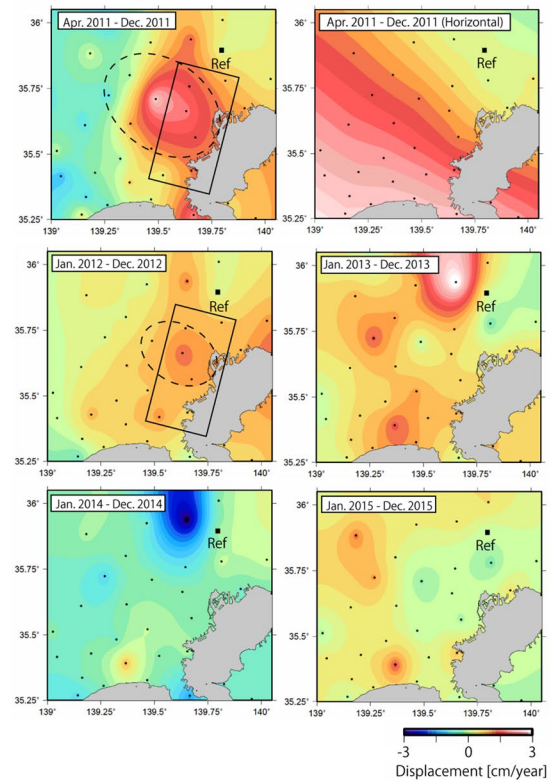 Apr. 2011 - Dec. 2011
Ref
36˚
35.75˚
35.5˚
35.25˚
139˚ 139.25˚ 139.5˚ 139.75˚ 140˚
Apr. 2011 - Dec. 2011 (Horizontal)
Ref
36˚
35.75˚
35.5˚
35.25˚
139˚ 139.25˚ 139.5˚ 139.75˚ 140˚
Jan. 2012 - Dec. 2012
Ref
36˚
35.75˚
35.5˚
35.25˚
139˚ 139.25˚ 139.5˚ 139.75˚ 140˚
Jan. 2013 - Dec. 2013
Ref
36˚
35.75˚
35.5˚
35.25˚
139˚ 139.25˚ 139.5˚ 139.75˚ 140˚
Jan. 2014 - Dec. 2014
Ref
36˚
35.75˚
35.5˚
35.25˚
139˚ 139.25˚ 139.5˚ 139.75˚ 140˚
Jan. 2015 - Dec. 2015
Ref
36˚
35.75˚
35.5˚
35.25˚
139˚ 139.25˚ 139.5˚ 139.75˚ 140˚
-3 0 3
Displacement [cm/year]